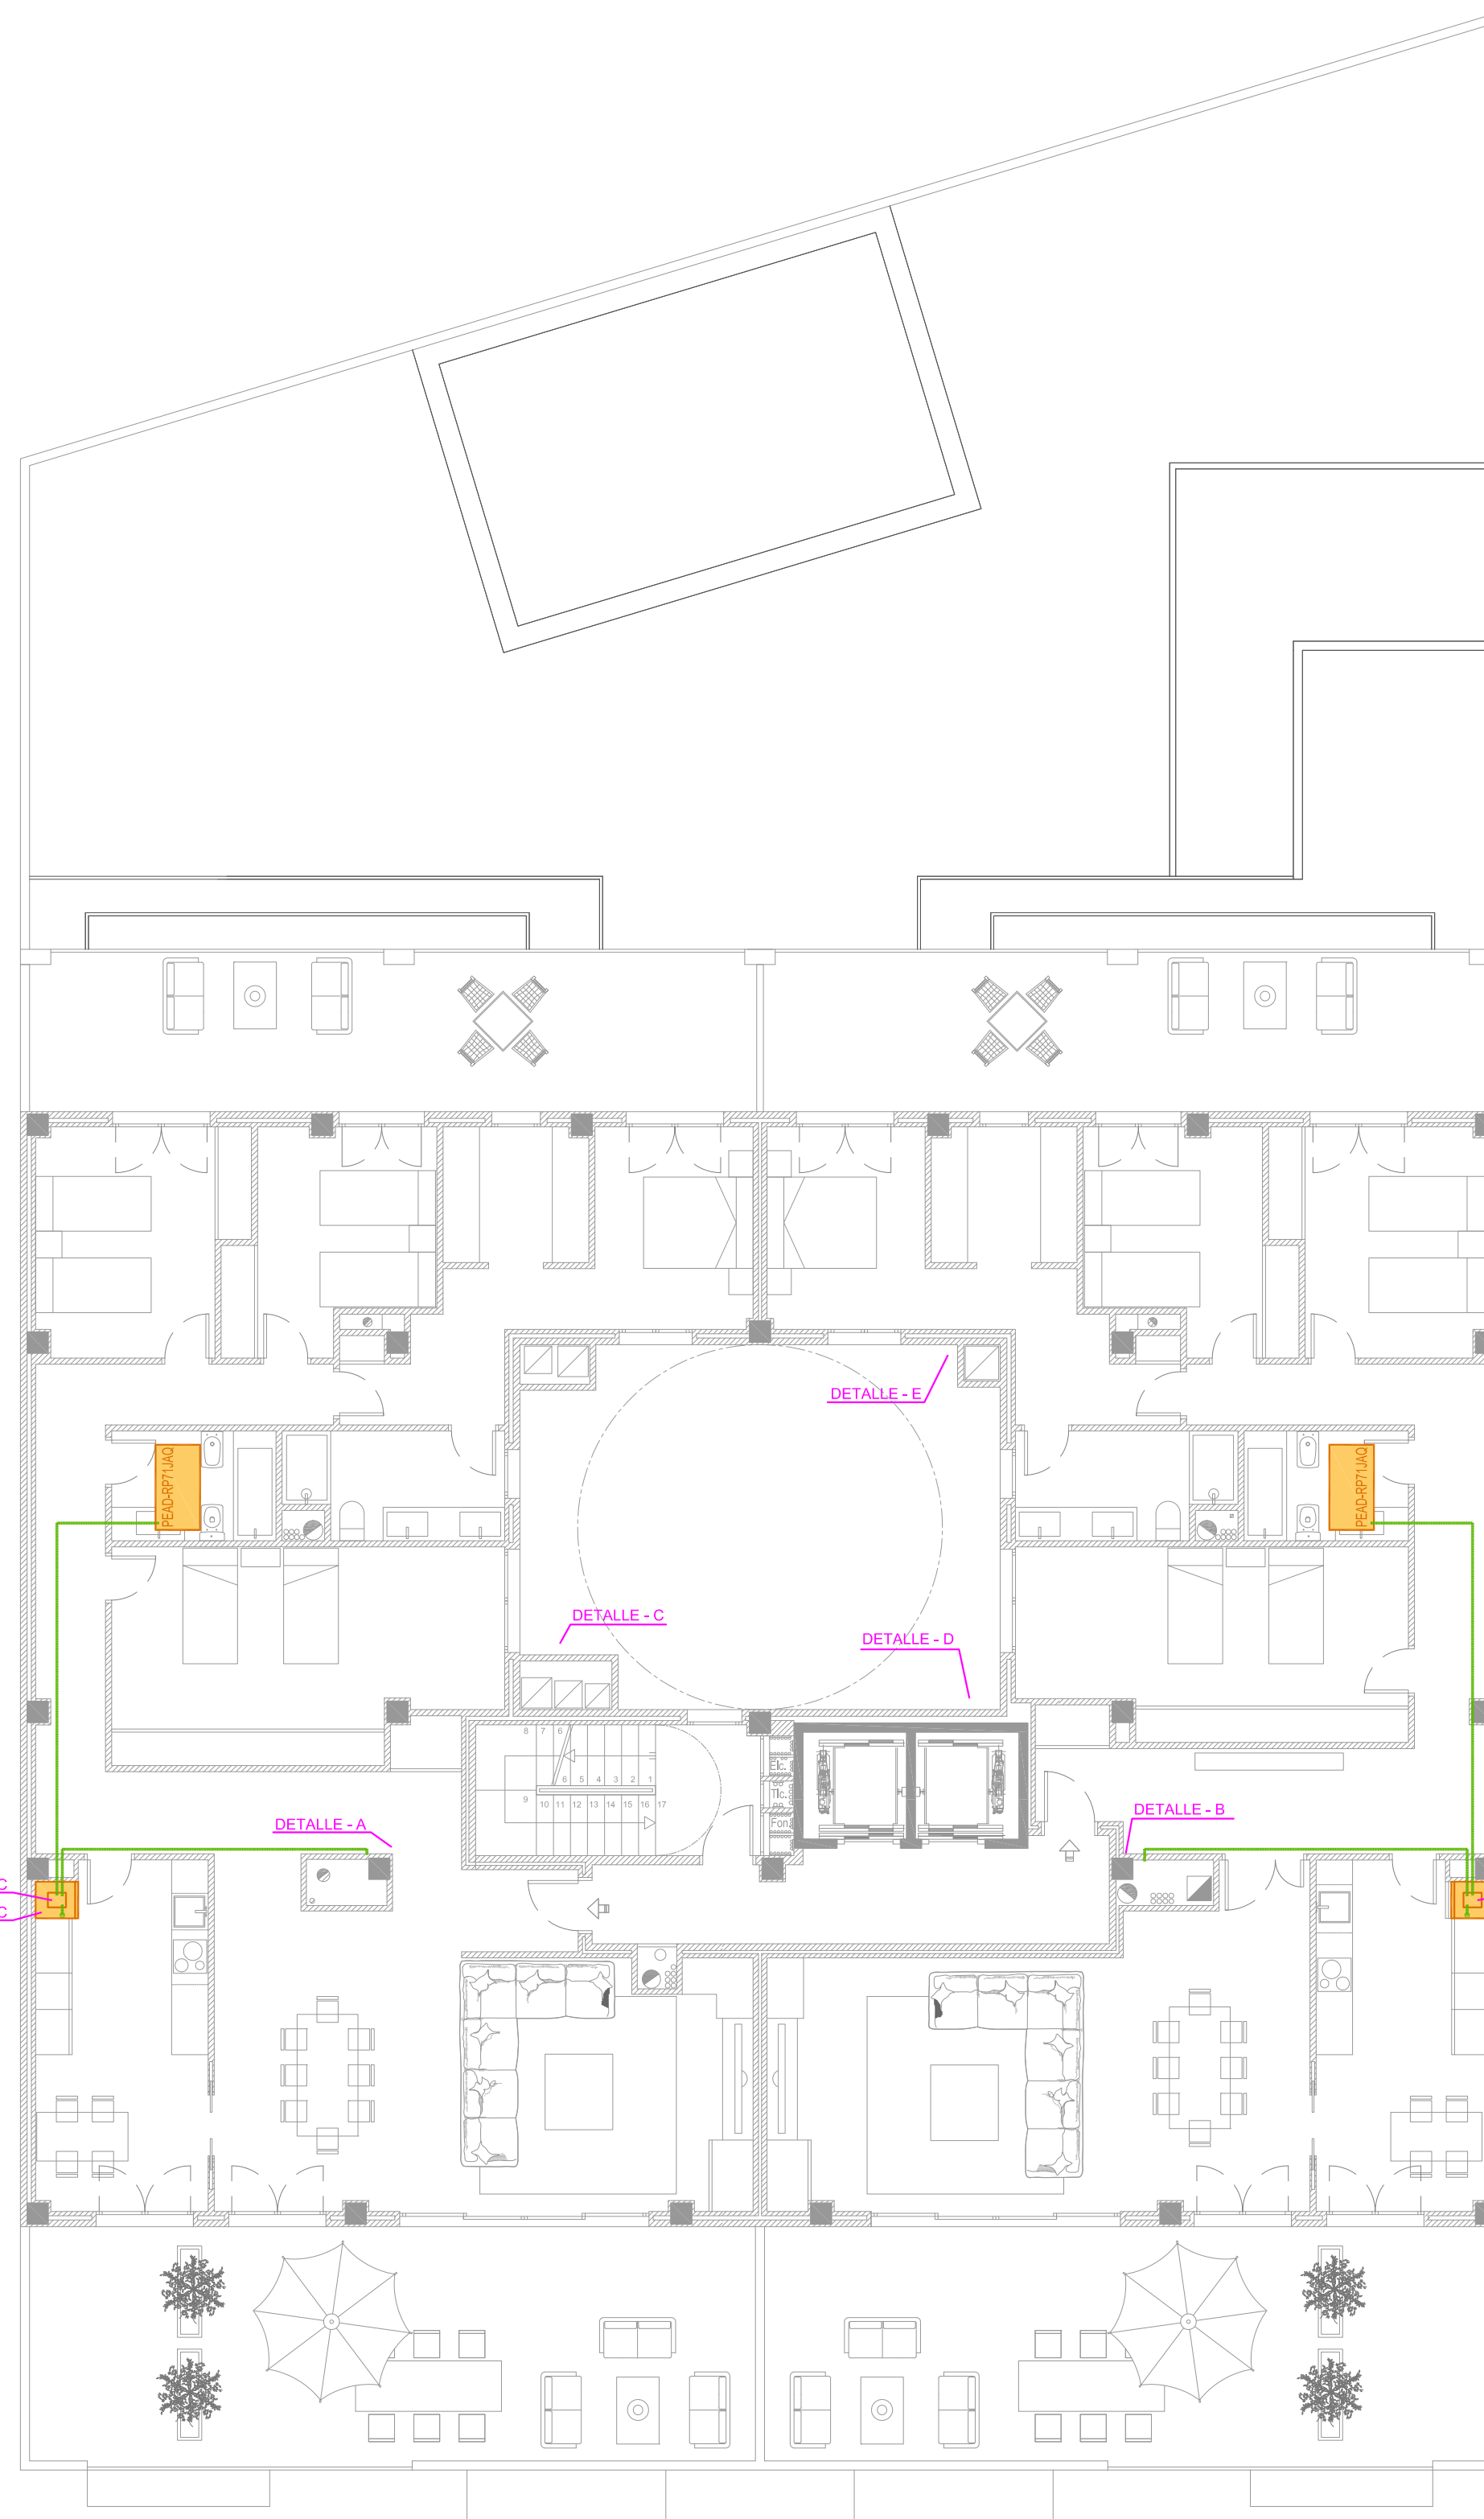 DETALLE - E
PEAD-RP71JAQ
PEAD-RP71JAQ
DETALLE - C
DETALLE - D
8 7 6
Elc.
6 5 4 3 2 1
Tlc.
9 10 11 12 13 14 15 16 17
DETALLE - A
Fon.
DETALLE - B
C
C